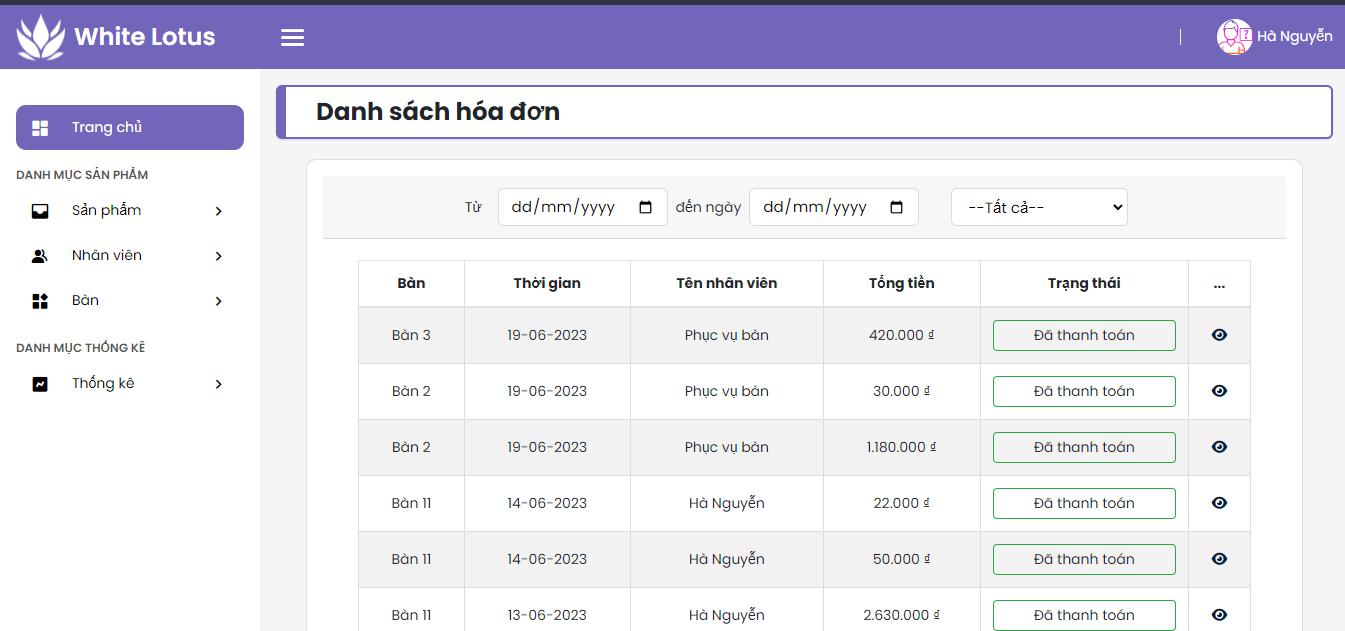 White Lotus
Hà Nguyễn
Trang chủ
DANH MỤC SẢN PHẨM
Sản phẩm
Nhân viên
Bàn
DANH MỤC THỐNG KÊ
Thống kê
Danh sách hóa đơn
Từ dd/mm/yyyy đến ngày dd/mm/yyyy --Tất cả--
Bàn Thời gian Tên nhân viên Tổng tiền Trạng thái ...
Bàn 3 19-06-2023 Phục vụ bàn 420.000 ₫ Đã thanh toán
Bàn 2 19-06-2023 Phục vụ bàn 30.000 ₫ Đã thanh toán
Bàn 2 19-06-2023 Phục vụ bàn 1.180.000 ₫ Đã thanh toán
Bàn 11 14-06-2023 Hà Nguyễn 22.000 ₫ Đã thanh toán
Bàn 11 14-06-2023 Hà Nguyễn 50.000 ₫ Đã thanh toán
Bàn 11 13-06-2023 Hà Nguyễn 2.630.000 ₫ Đã thanh toán